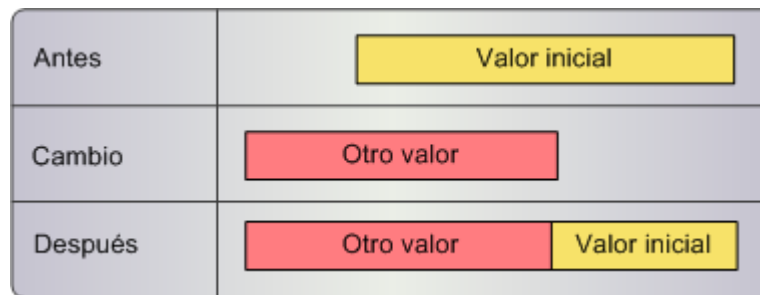 Antes
Valor inicial
Cambio
Otro valor
Después
Otro valor
Valor inicial